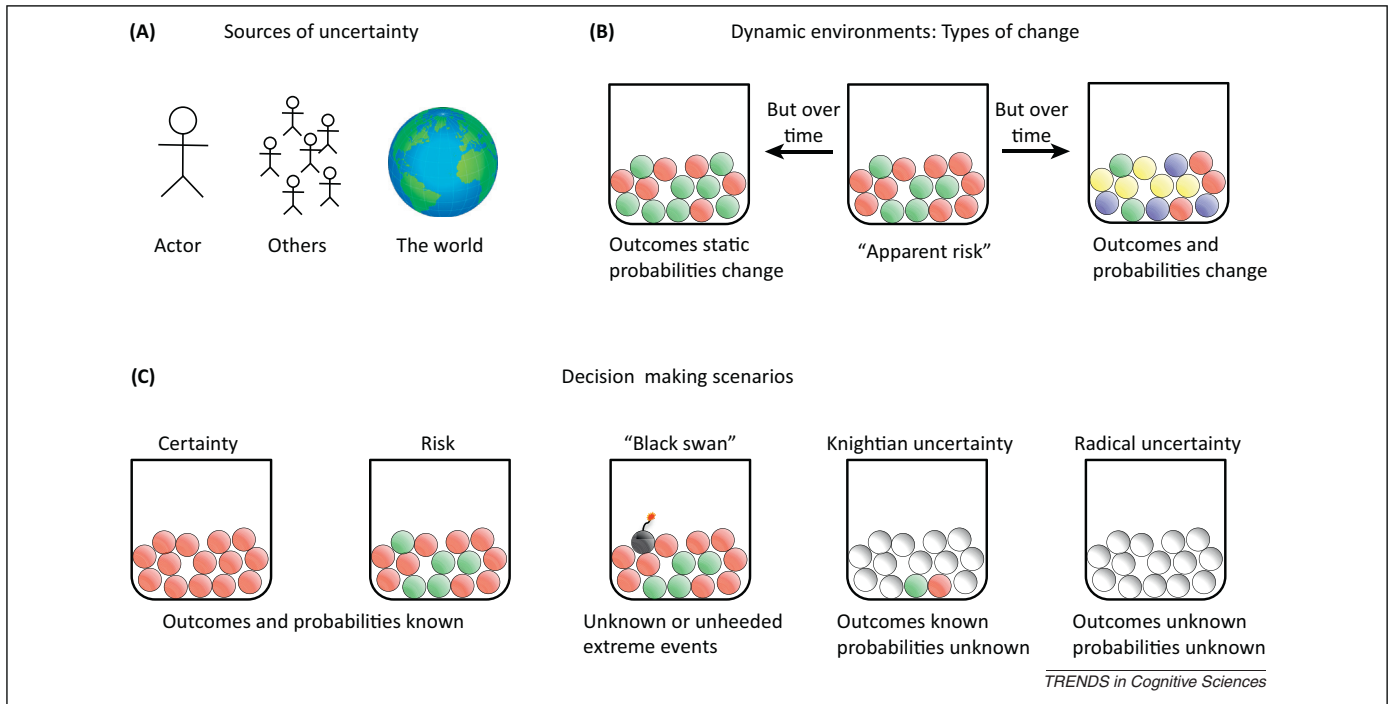 (A) Sources of uncertainty
Actor
Others
The world
(B) Dynamic environments: Types of change
But over
time
But over
time
Outcomes static
probabilities change
“Apparent risk”
Outcomes and
probabilities change
(C) Decision making scenarios
Certainty
Risk
“Black swan”
Knightian uncertainty
Radical uncertainty
Outcomes and probabilities known
Unknown or unheeded
extreme events
Outcomes known
probabilities unknown
Outcomes unknown
probabilities unknown
TRENDS in Cognitive Sciences